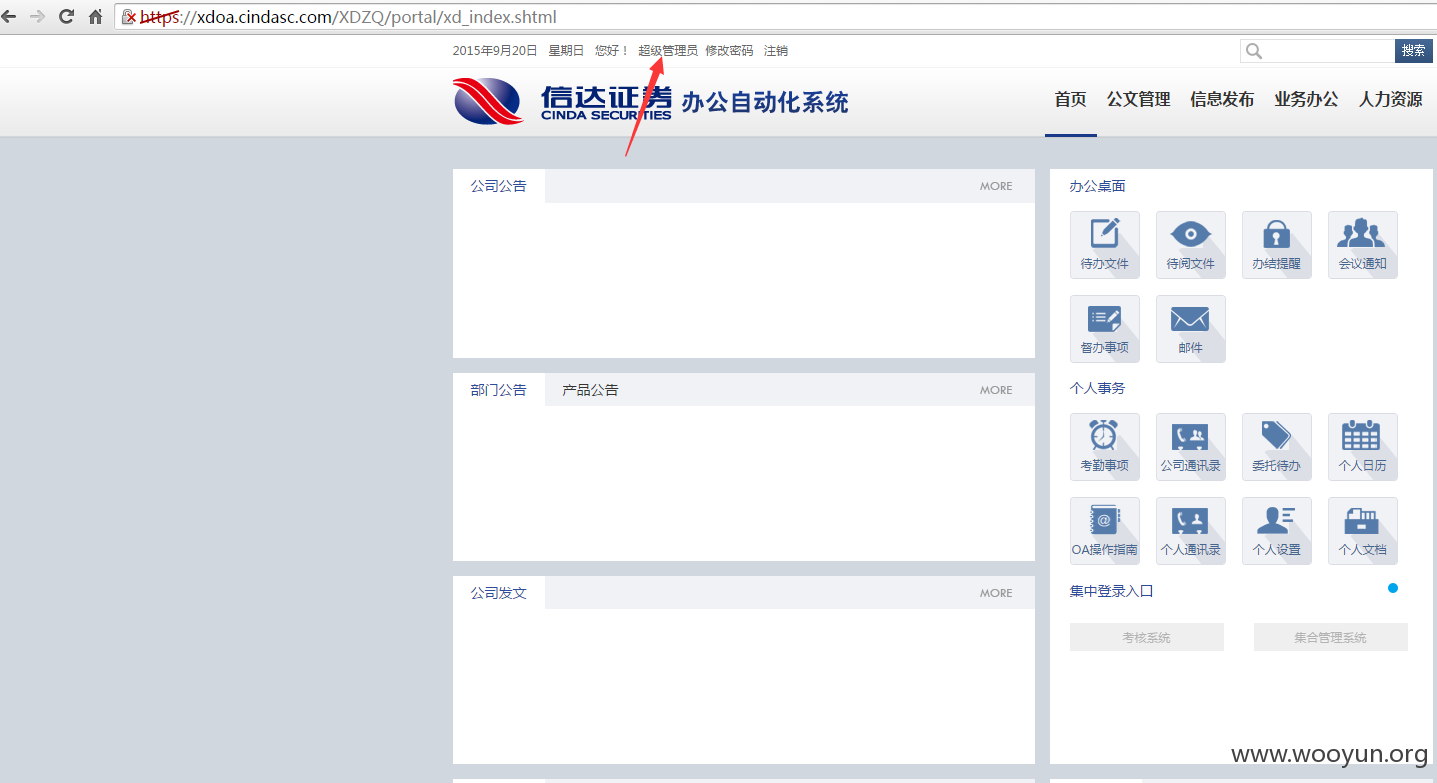 https://xdoa.cindasc.com/XDZQ/portal/xd_index.shtml
2015年9月20日 星期日 您好！ 超级管理员 修改密码 注销
搜索
信达证券 办公自动化系统
CINDA SECURITIES
首页 公文管理 信息发布 业务办公 人力资源
公司公告 MORE
办公桌面
待办文件 待阅文件 办结提醒 会议通知
督办事项 邮件
部门公告 产品公告 MORE
个人事务
考勤事项 公司通讯录 委托待办 个人日历
OA操作指南 个人通讯录 个人设置 个人文档
公司发文 MORE
集中登录入口
考核系统 集合管理系统
www.wooyun.org